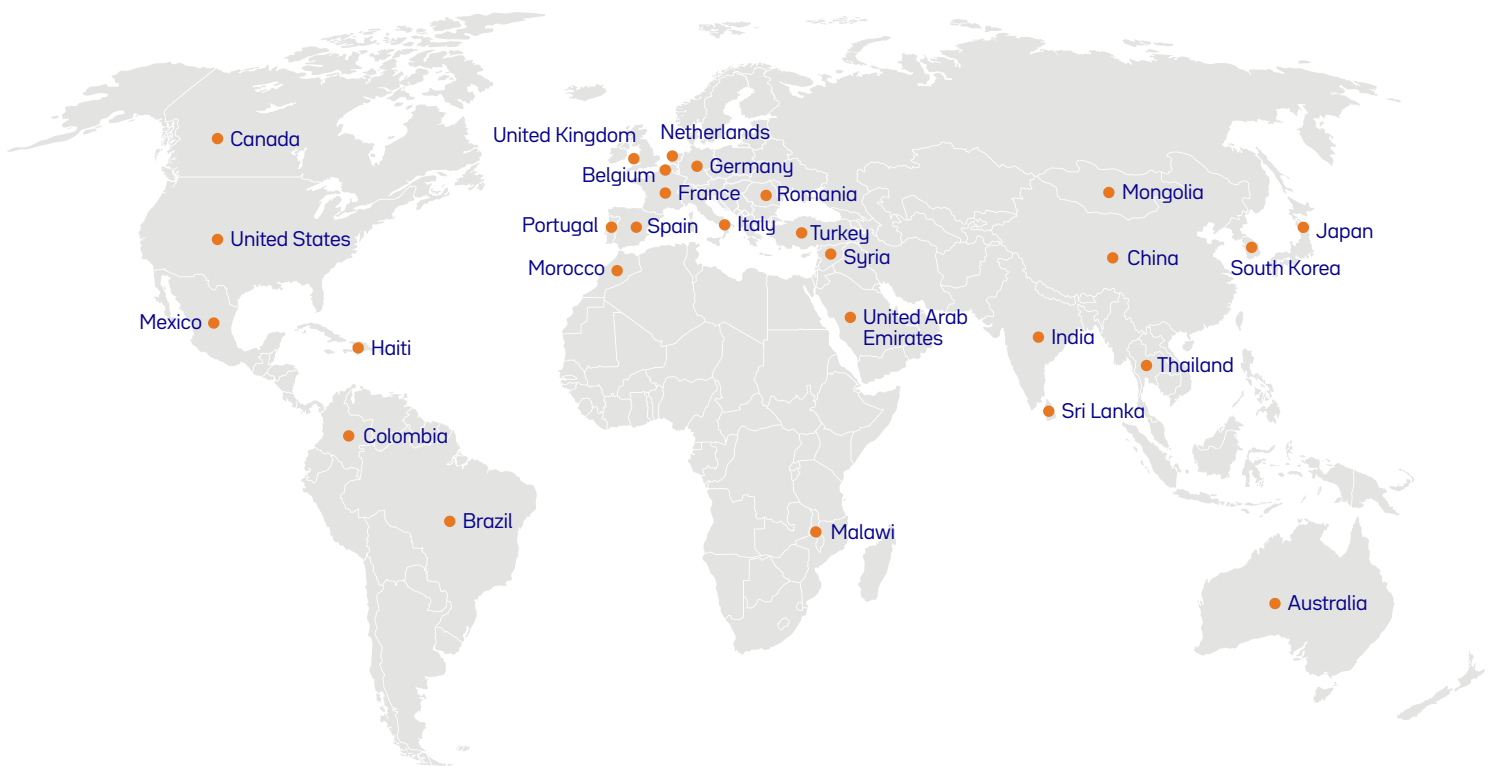 Canada
United States
Mexico
Haiti
Colombia
Brazil
United Kingdom
Netherlands
Belgium
Germany
France
Romania
Portugal
Spain
Italy
Turkey
Syria
Morocco
United Arab
Emirates
Malawi
Mongolia
Japan
China
South Korea
India
Thailand
Sri Lanka
Australia